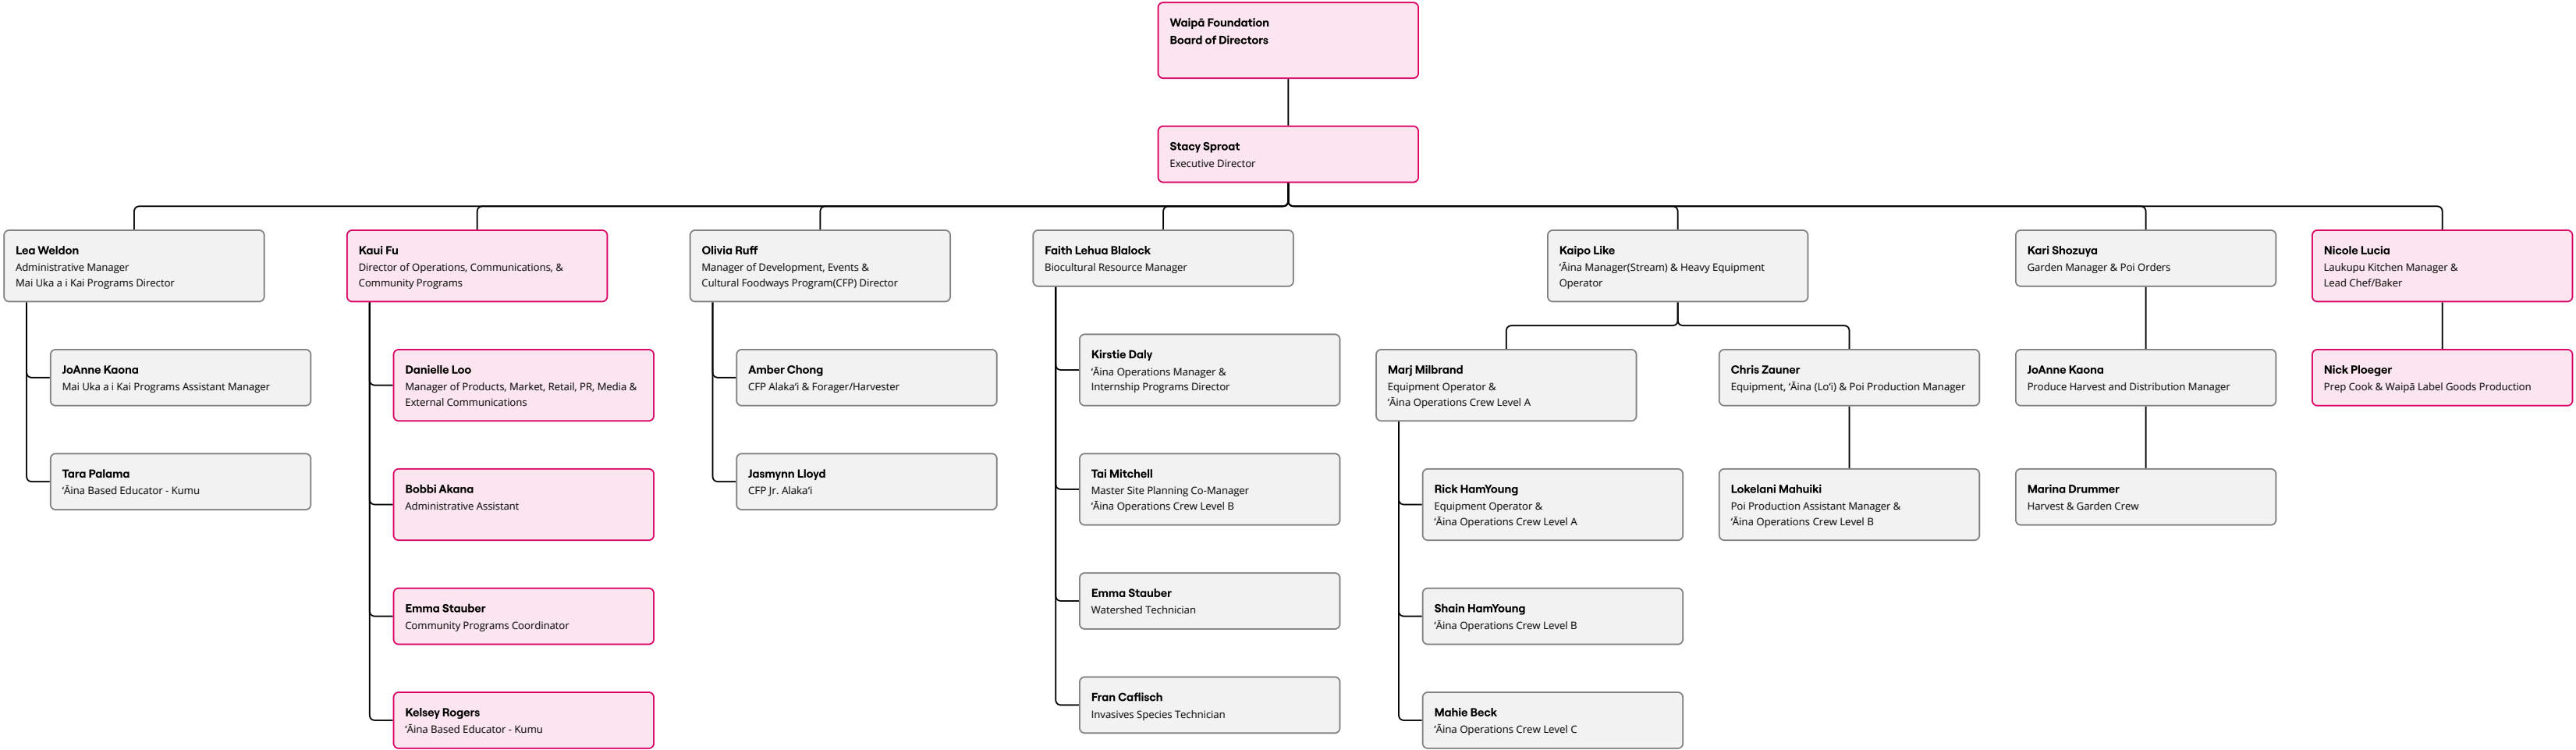 Waipā Foundation
Board of Directors
Stacy Sproat
Executive Director
Lea Weldon
Administrative Manager
Mai Uka a i Kai Programs Director
Kaui Fu
Director of Operations, Communications, &
Community Programs
Olivia Ruff
Manager of Development, Events &
Cultural Foodways Program(CFP) Director
Faith Lehua Blalock
Biocultural Resource Manager
Kaipo Like
ʻĀina Manager(Stream) & Heavy Equipment
Operator
Kari Shozuya
Garden Manager & Poi Orders
Nicole Lucia
Laukupu Kitchen Manager &
Lead Chef/Baker
JoAnne Kaona
Mai Uka a i Kai Programs Assistant Manager
Tara Palama
ʻĀina Based Educator - Kumu
Danielle Loo
Manager of Products, Market, Retail, PR, Media &
External Communications
Bobbi Akana
Administrative Assistant
Emma Stauber
Community Programs Coordinator
Kelsey Rogers
ʻĀina Based Educator - Kumu
Amber Chong
CFP Alakaʻi & Forager/Harvester
Jasmynn Lloyd
CFP Jr. Alakaʻi
Kirstie Daly
ʻĀina Operations Manager &
Internship Programs Director
Tai Mitchell
Master Site Planning Co-Manager
ʻĀina Operations Crew Level B
Emma Stauber
Watershed Technician
Fran Caflisch
Invasives Species Technician
Marj Milbrand
Equipment Operator &
ʻĀina Operations Crew Level A
Rick HamYoung
Equipment Operator &
ʻĀina Operations Crew Level A
Shain HamYoung
ʻĀina Operations Crew Level B
Mahie Beck
ʻĀina Operations Crew Level C
Chris Zauner
Equipment, ʻĀina (Loʻi) & Poi Production Manager
Lokelani Mahuiki
Poi Production Assistant Manager &
ʻĀina Operations Crew Level B
JoAnne Kaona
Produce Harvest and Distribution Manager
Marina Drummer
Harvest & Garden Crew
Nick Ploeger
Prep Cook & Waipā Label Goods Production